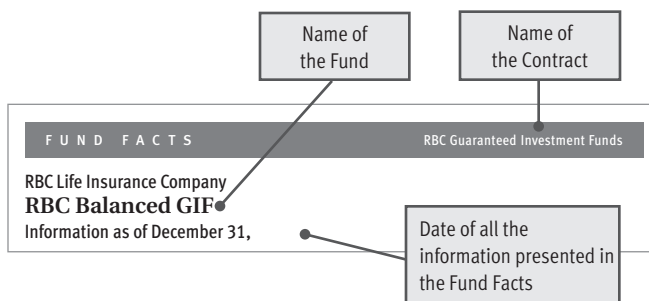 Name of
the Fund
Name of
the Contract
FUND FACTS
RBC Guaranteed Investment Funds
RBC Life Insurance Company
RBC Balanced GIF
Information as of December 31,
Date of all the
information presented in
the Fund Facts